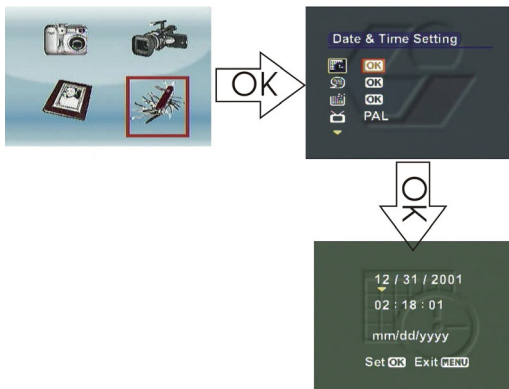 OK
Date & Time Setting
OK
OK
OK
PAL
OK
12 / 31 / 2001
02 : 18 : 01
mm/dd/yyyy
Set OK Exit MENU